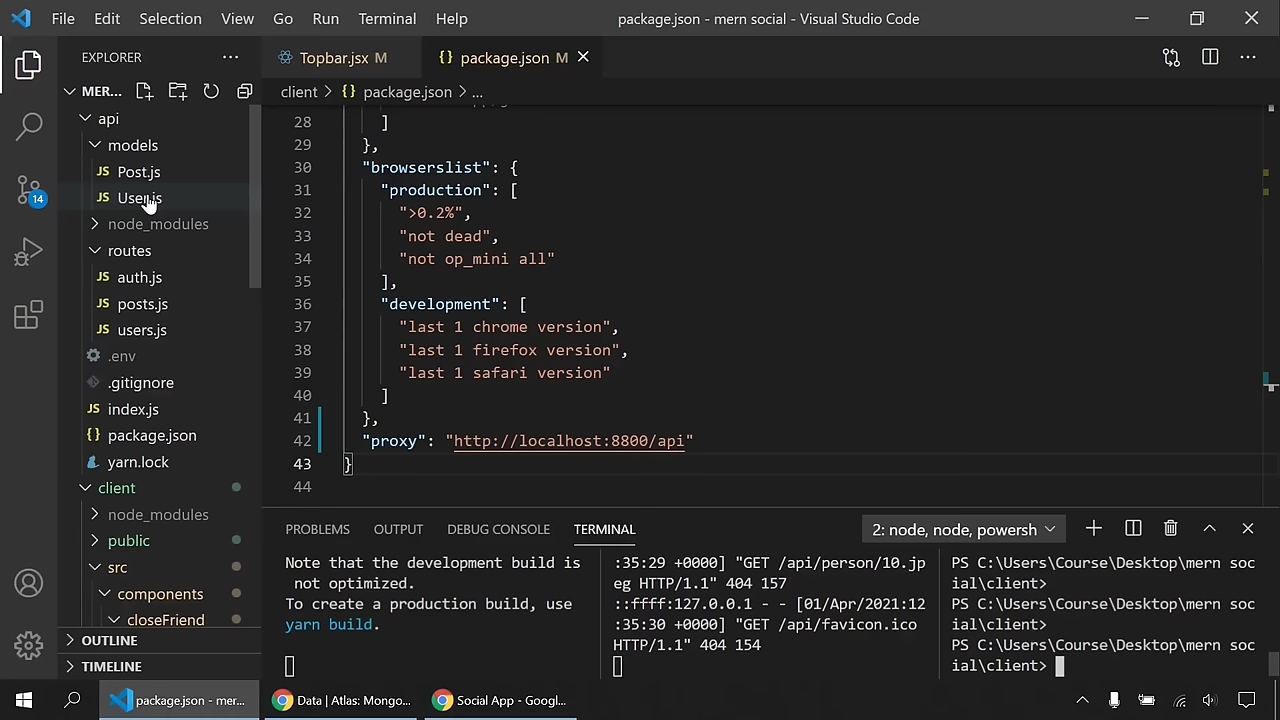 File Edit Selection View Go Run Terminal Help package.json - mern social - Visual Studio Code
EXPLORER ...
Topbar.jsx M {} package.json M
MER...
client > {} package.json > ...
api
models
JS Post.js
JS User.js
node_modules
routes
JS auth.js
JS posts.js
JS users.js
.env
.gitignore
JS index.js
{} package.json
yarn.lock
client
node_modules
public
src
components
closeFriend
OUTLINE
TIMELINE
14
28 ]
29 },
30 "browserslist": {
31 "production": [
32 ">0.2%",
33 "not dead",
34 "not op_mini all"
35 ],
36 "development": [
37 "last 1 chrome version",
38 "last 1 firefox version",
39 "last 1 safari version"
40 ]
41 },
42 "proxy": "http://localhost:8800/api"
43 }
44
PROBLEMS OUTPUT DEBUG CONSOLE TERMINAL 2: node, node, powersh
Note that the development build is
not optimized.
To create a production build, use
yarn build.
:35:29 +0000] "GET /api/person/10.jp
eg HTTP/1.1" 404 157
::ffff:127.0.0.1 - - [01/Apr/2021:12
:35:30 +0000] "GET /api/favicon.ico
HTTP/1.1" 404 154
PS C:\Users\Course\Desktop\mern soc
ial\client>
PS C:\Users\Course\Desktop\mern soc
ial\client>
PS C:\Users\Course\Desktop\mern soc
ial\client>
package.json - mer... Data | Atlas: Mongo... Social App - Googl...